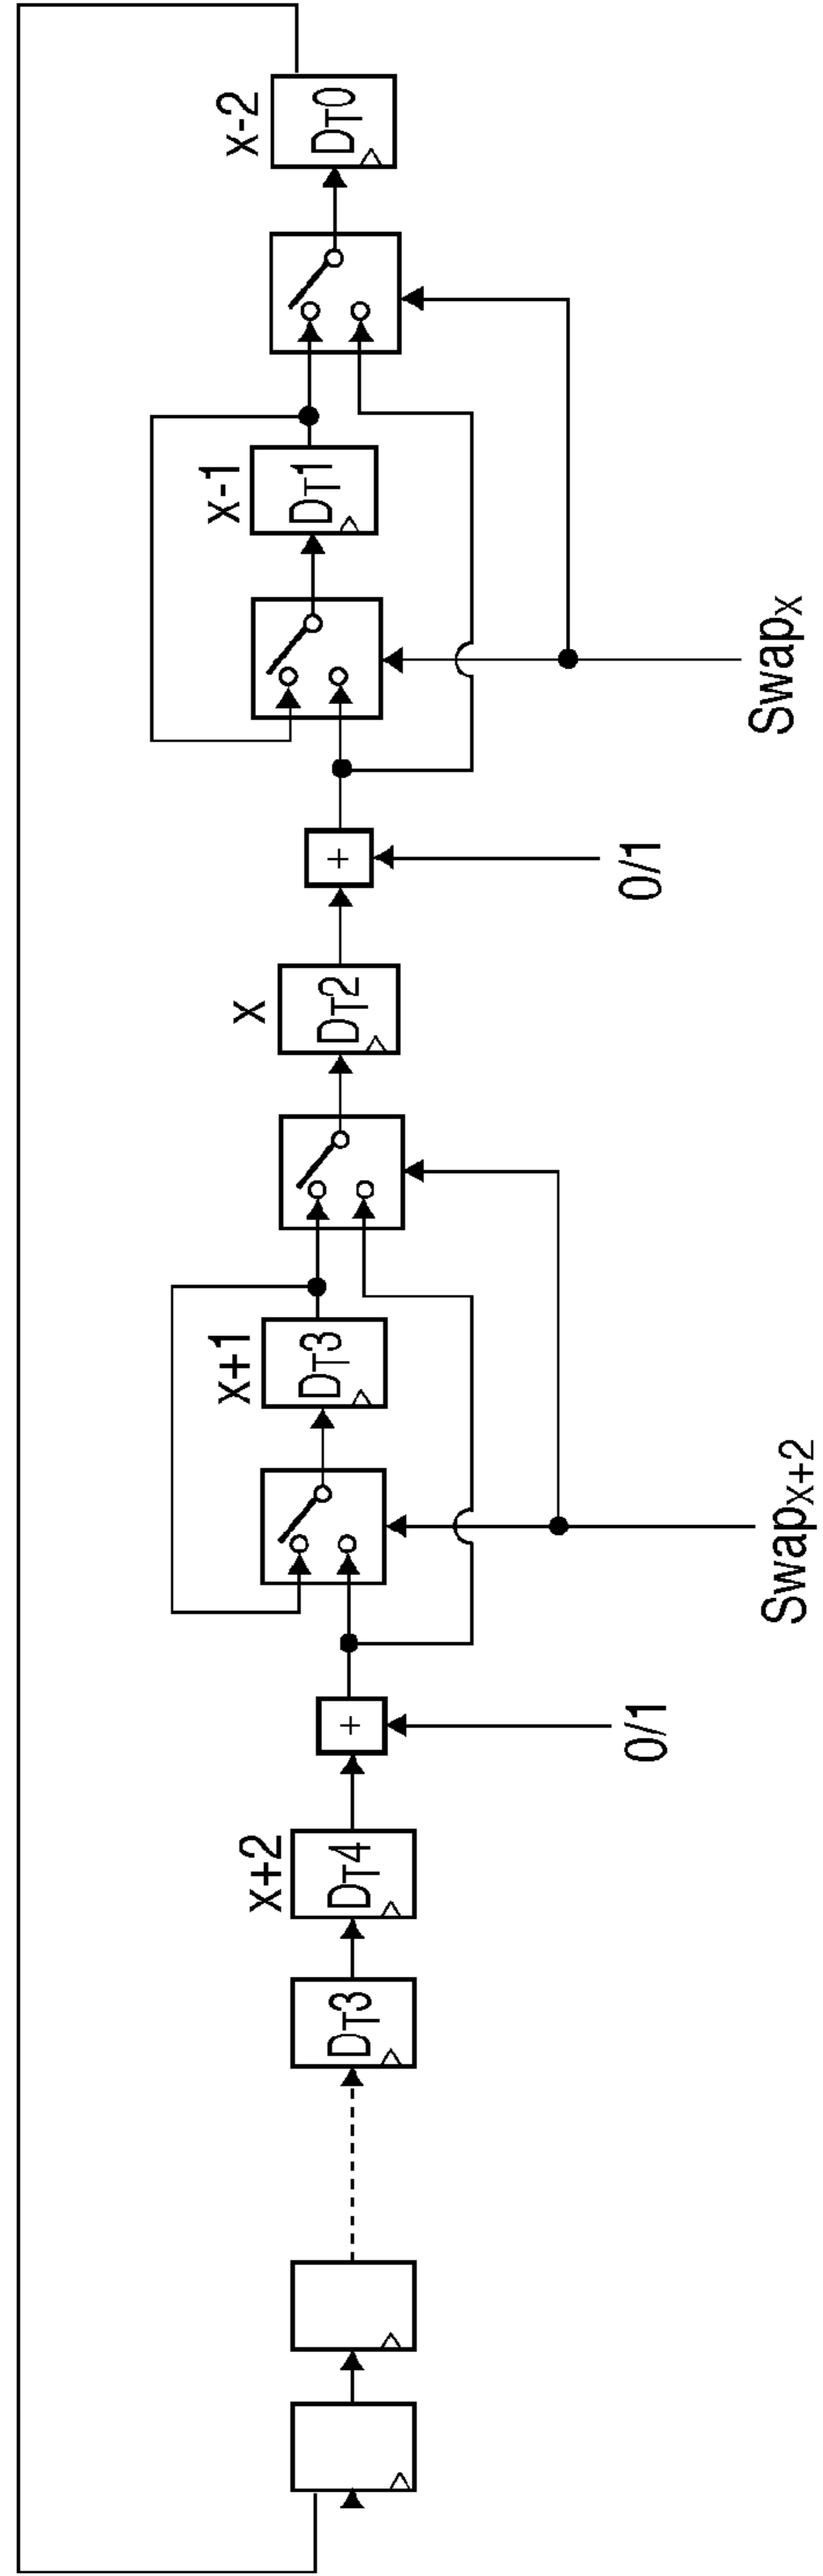 x-2
DT0
x-1
DT1
Swapx
+
0/1
x
DT2
x+1
DT3
Swapx+2
+
0/1
x+2
DT4
DT3